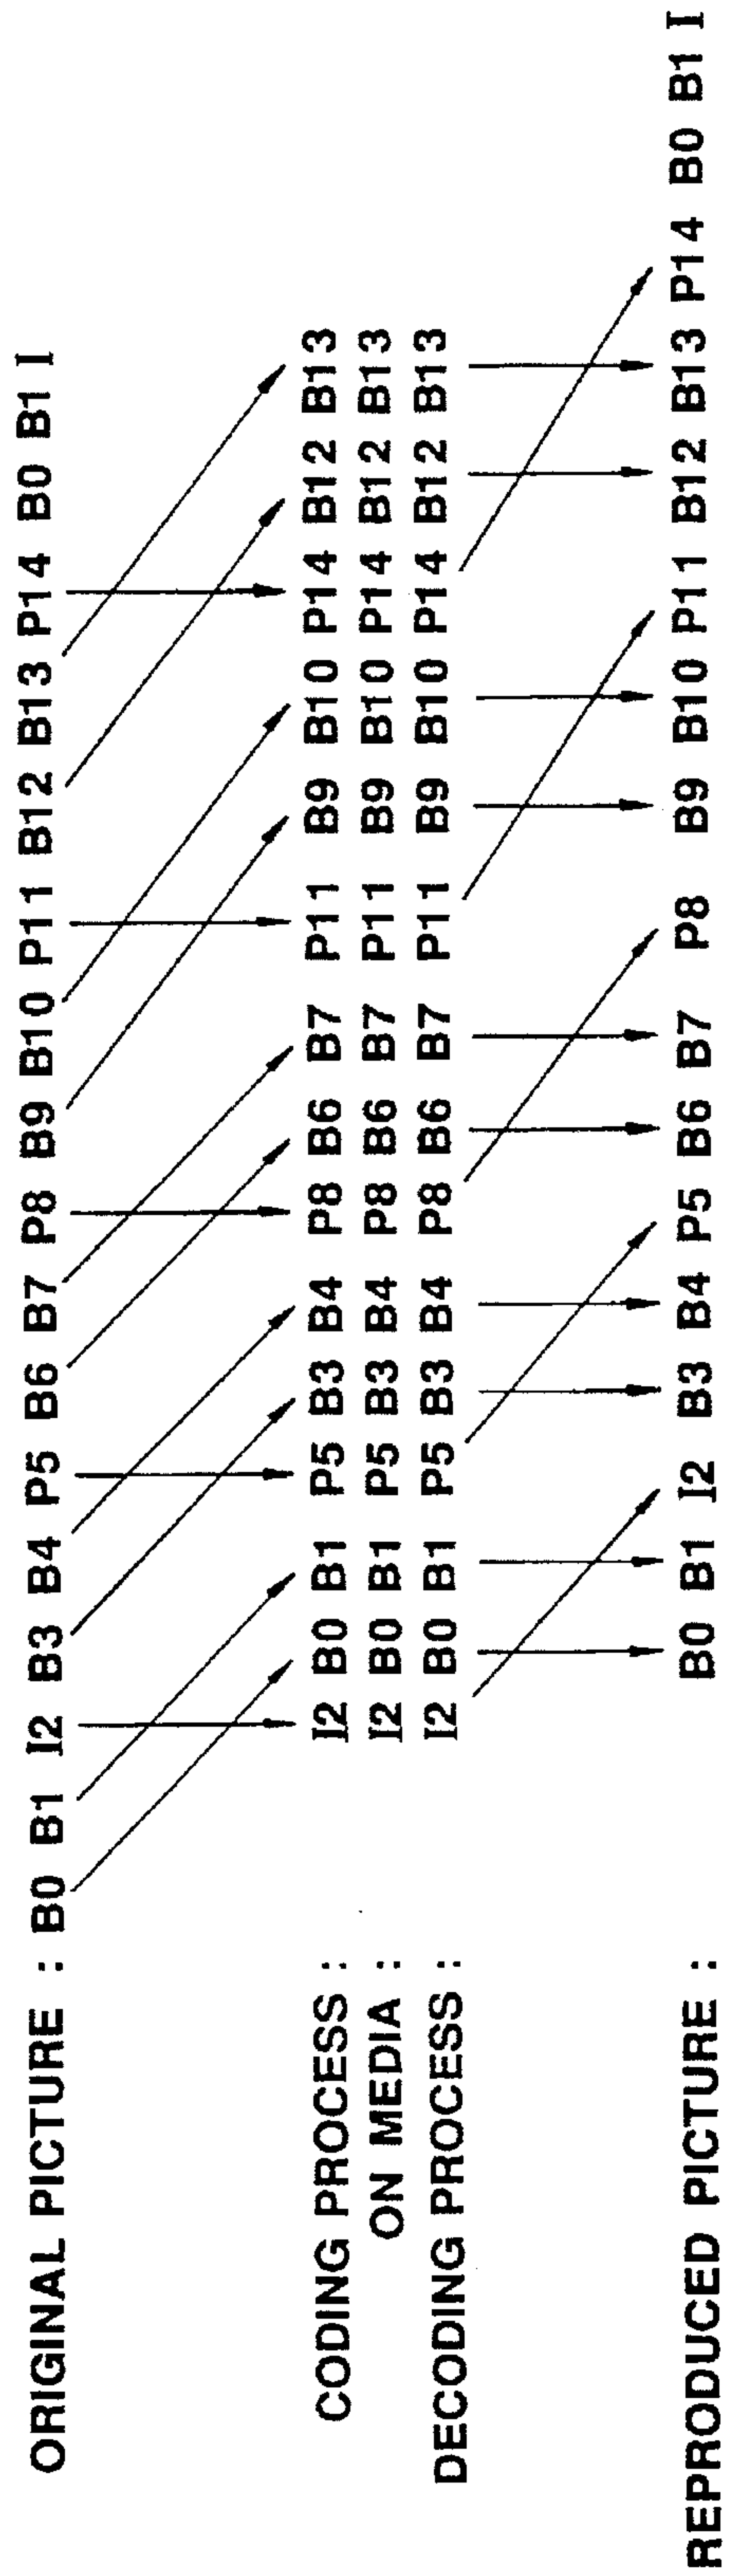 ORIGINAL PICTURE : B0 B1 I2 B3 B4 P5 B6 B7 P8 B9 B10 P11 B12 B13 P14 B0 B1 I
CODING PROCESS : I2 B0 B1 P5 B3 B4 P8 B6 B7 P11 B9 B10 P14 B12 B13
ON MEDIA : I2 B0 B1 P5 B3 B4 P8 B6 B7 P11 B9 B10 P14 B12 B13
DECODING PROCESS : I2 B0 B1 P5 B3 B4 P8 B6 B7 P11 B9 B10 P14 B12 B13
REPRODUCED PICTURE : B0 B1 I2 B3 B4 P5 B6 B7 P8 B9 B10 P11 B12 B13 P14 B0 B1 I